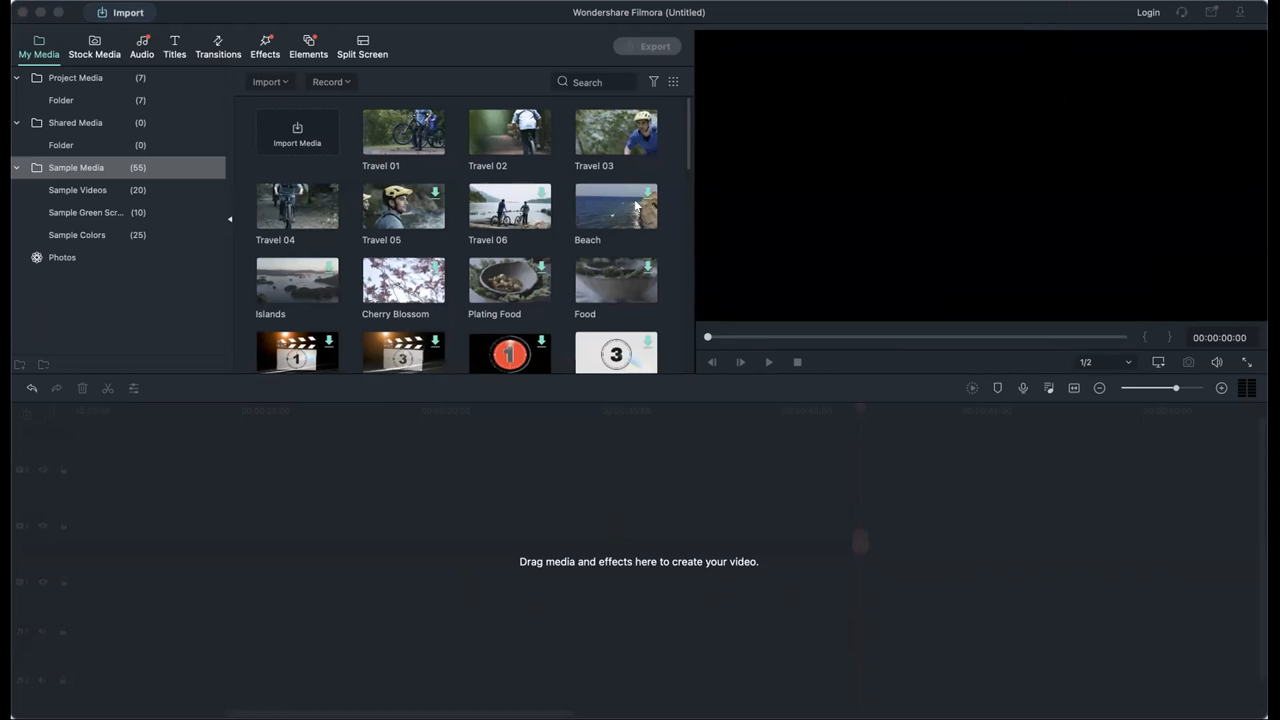 Import
Wondershare Filmora (Untitled)
Login
My Media
Stock Media
Audio
Titles
Transitions
Effects
Elements
Split Screen
Export
Project Media (7)
Folder (7)
Shared Media (0)
Folder (0)
Sample Media (55)
Sample Videos (20)
Sample Green Scr... (10)
Sample Colors (25)
Photos
Import
Record
Search
Import Media
Travel 01
Travel 02
Travel 03
Travel 04
Travel 05
Travel 06
Beach
Islands
Cherry Blossom
Plating Food
Food
1
3
1
3
00:00:00:00
1/2
Drag media and effects here to create your video.